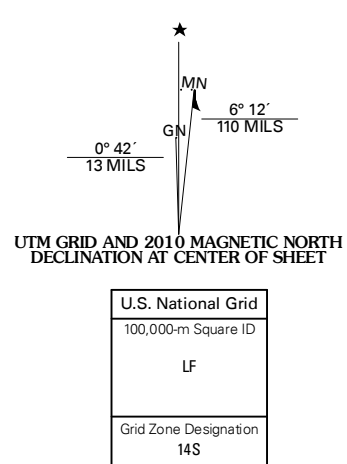 MN
GN
6° 12´
110 MILS
0° 42´
13 MILS
UTM GRID AND 2010 MAGNETIC NORTH
DECLINATION AT CENTER OF SHEET
U.S. National Grid
100,000-m Square ID
LF
Grid Zone Designation
14S